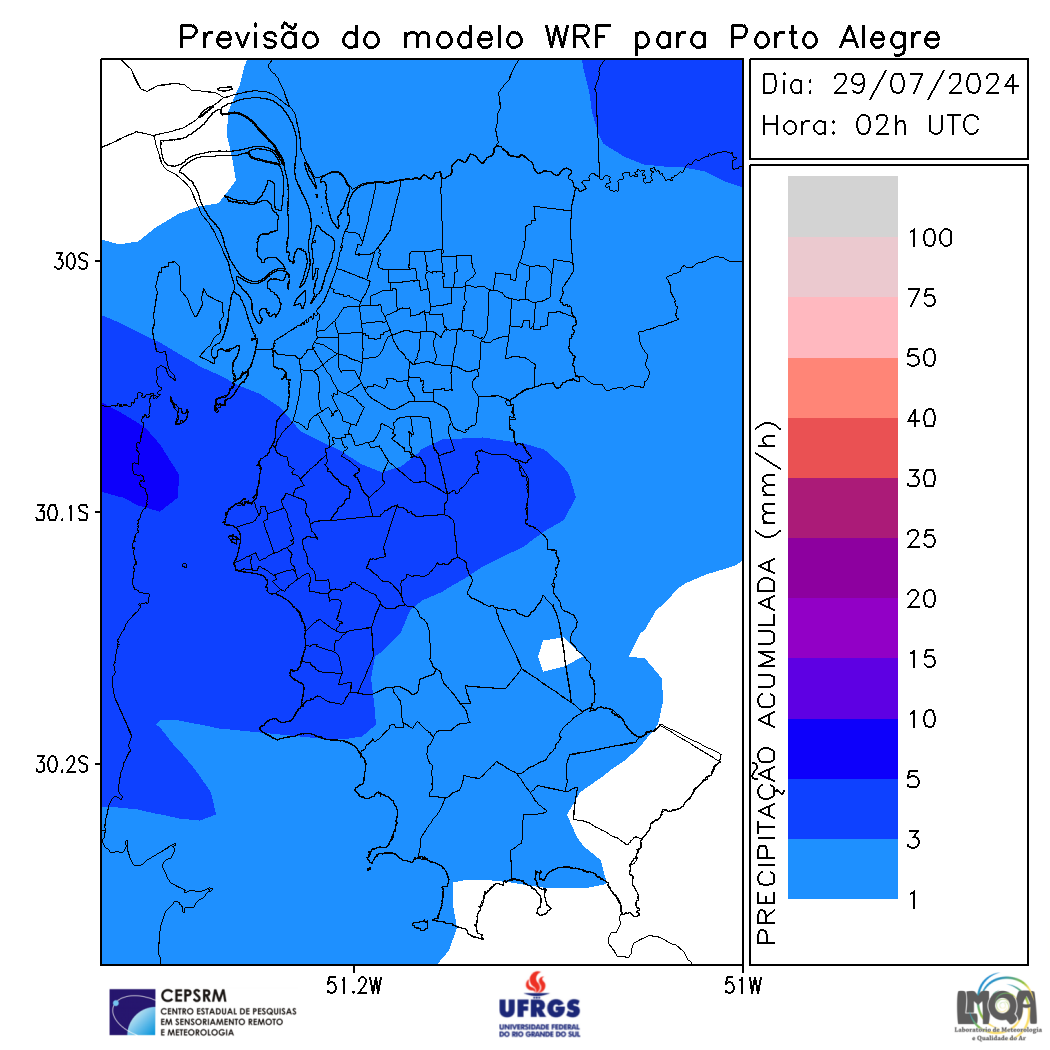 Previsão do modelo WRF para Porto Alegre
Dia: 29/07/2024
Hora: 02h UTC
100
75
50
40
30
25
20
15
10
5
3
1
PRECIPITAÇÃO ACUMULADA (mm/h)
30S
30.1S
30.2S
51.2W
51W
CEPSRM
CENTRO ESTADUAL DE PESQUISAS
EM SENSORIAMENTO REMOTO
E METEOROLOGIA
UFRGS
UNIVERSIDADE FEDERAL
DO RIO GRANDE DO SUL
LMQA
Laboratório de Meteorologia
e Qualidade do Ar